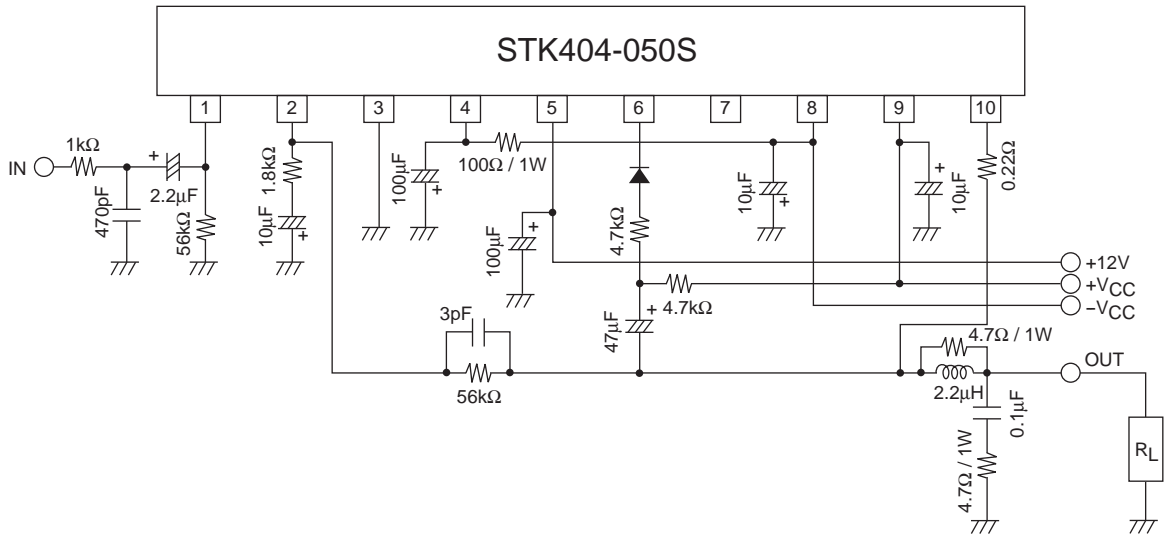 STK404-050S
1 2 3 4 5 6 7 8 9 10
1kΩ
IN
+
2.2μF
470pF
56kΩ
1.8kΩ
10μF
+
100μF
+
100Ω / 1W
100μF
+
4.7kΩ
10μF
+
+
10μF
0.22Ω
+12V
+VCC
−VCC
4.7kΩ
+
47μF
3pF
56kΩ
4.7Ω / 1W
2.2μH
OUT
0.1μF
4.7Ω / 1W
RL